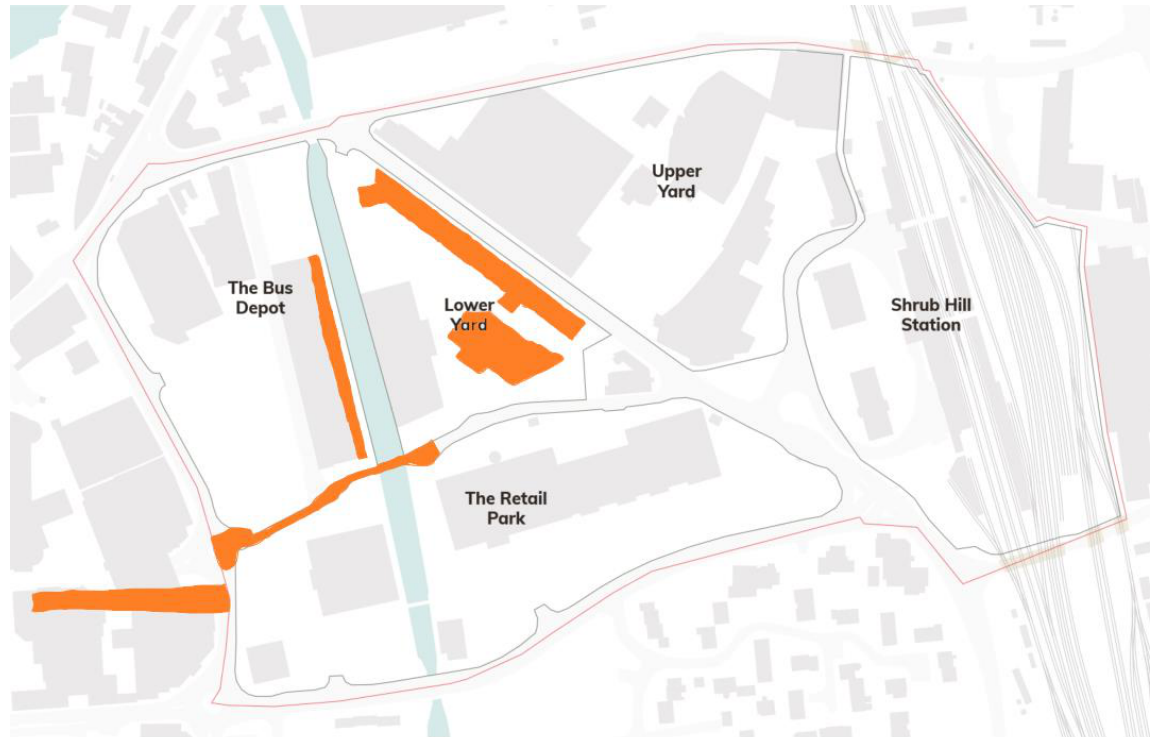 Upper
Yard
The Bus
Depot
Lower
Yard
Shrub Hill
Station
The Retail
Park